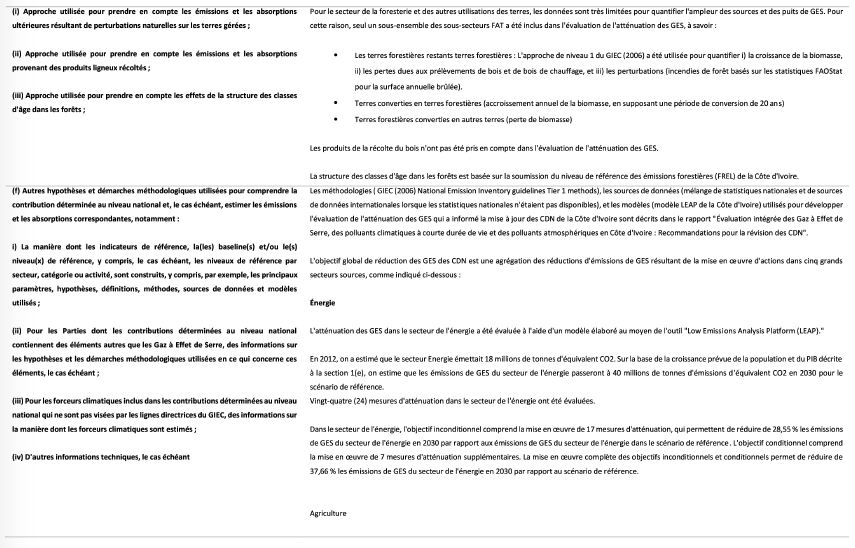 (i) Approche utilisée pour prendre en compte les émissions et les absorptions
ultérieures résultant de perturbations naturelles sur les terres gérées ;
(ii) Approche utilisée pour prendre en compte les émissions et les absorptions
provenant des produits ligneux récoltés ;
(iii) Approche utilisée pour prendre en compte les effets de la structure des classes
d'âge dans les forêts ;
Pour le secteur de la foresterie et des autres utilisations des terres, les données sont très limitées pour quantifier l'ampleur des sources et des puits de GES. Pour
cette raison, seul un sous-ensemble des sous-secteurs FAT a été inclus dans l'évaluation de l'atténuation des GES, à savoir :
• Les terres forestières restants terres forestières : L'approche de niveau 1 du GIEC (2006) a été utilisée pour quantifier i) la croissance de la biomasse,
ii) les pertes dues aux prélèvements de bois et de bois de chauffage, et iii) les perturbations (incendies de forêt basés sur les statistiques FAOStat
pour la surface annuelle brûlée).
• Terres converties en terres forestières (accroissement annuel de la biomasse, en supposant une période de conversion de 20 ans)
• Terres forestières converties en autres terres (perte de biomasse)
Les produits de la récolte du bois n'ont pas été pris en compte dans l'évaluation de l'atténuation des GES.
La structure des classes d'âge dans les forêts est basée sur la soumission du niveau de référence des émissions forestières (FREL) de la Côte d'Ivoire.
(f) Autres hypothèses et démarches méthodologiques utilisées pour comprendre la
contribution déterminée au niveau national et, le cas échéant, estimer les émissions
et les absorptions correspondantes, notamment :
i) La manière dont les indicateurs de référence, la(les) baseline(s) et/ou le(s)
niveau(x) de référence, y compris, le cas échéant, les niveaux de référence par
secteur, catégorie ou activité, sont construits, y compris, par exemple, les principaux
paramètres, hypothèses, définitions, méthodes, sources de données et modèles
utilisés ;
(ii) Pour les Parties dont les contributions déterminées au niveau national
contiennent des éléments autres que les Gaz à Effet de Serre, des informations sur
les hypothèses et les démarches méthodologiques utilisées en ce qui concerne ces
éléments, le cas échéant ;
(iii) Pour les forceurs climatiques inclus dans les contributions déterminées au niveau
national qui ne sont pas visées par les lignes directrices du GIEC, des informations sur
la manière dont les forceurs climatiques sont estimés ;
(iv) D'autres informations techniques, le cas échéant
Les méthodologies ( GIEC (2006) National Emission Inventory guidelines Tier 1 methods), les sources de données (mélange de statistiques nationales et de sources
de données internationales lorsque les statistiques nationales n'étaient pas disponibles), et les modèles (modèle LEAP de la Côte d'Ivoire) utilisés pour développer
l'évaluation de l'atténuation des GES qui a informé la mise à jour des CDN de la Côte d'Ivoire sont décrits dans le rapport "Évaluation intégrée des Gaz à Effet de
Serre, des polluants climatiques à courte durée de vie et des polluants atmosphériques en Côte d'Ivoire : Recommandations pour la révision des CDN".
L'objectif global de réduction des GES des CDN est une agrégation des réductions d'émissions de GES résultant de la mise en œuvre d'actions dans cinq grands
secteurs sources, comme indiqué ci-dessous :
Énergie
L'atténuation des GES dans le secteur de l'énergie a été évaluée à l'aide d'un modèle élaboré au moyen de l'outil "Low Emissions Analysis Platform (LEAP)."
En 2012, on a estimé que le secteur Energie émettait 18 millions de tonnes d'équivalent CO2. Sur la base de la croissance prévue de la population et du PIB décrite
à la section 1(e), on estime que les émissions de GES du secteur de l'énergie passeront à 40 millions de tonnes d'émissions d'équivalent CO2 en 2030 pour le
scénario de référence.
Vingt-quatre (24) mesures d'atténuation dans le secteur de l'énergie ont été évaluées.
Dans le secteur de l'énergie, l'objectif inconditionnel comprend la mise en œuvre de 17 mesures d'atténuation, qui permettent de réduire de 28,55 % les émissions
de GES du secteur de l'énergie en 2030 par rapport aux émissions de GES du secteur de l'énergie dans le scénario de référence. L'objectif conditionnel comprend
la mise en œuvre de 7 mesures d'atténuation supplémentaires. La mise en œuvre complète des objectifs inconditionnels et conditionnels permet de réduire de
37,66 % les émissions de GES du secteur de l'énergie en 2030 par rapport au scénario de référence.
Agriculture